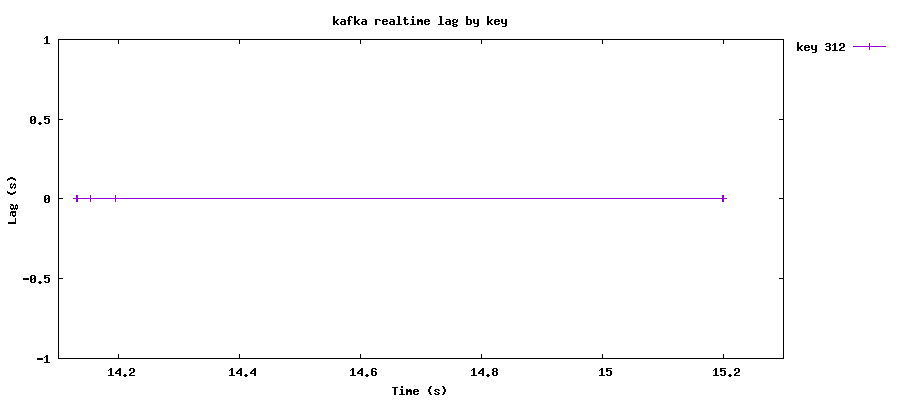 kafka realtime lag by key
key 312
1
0.5
0
-0.5
-1
Lag (s)
14.2 14.4 14.6 14.8 15 15.2
Time (s)